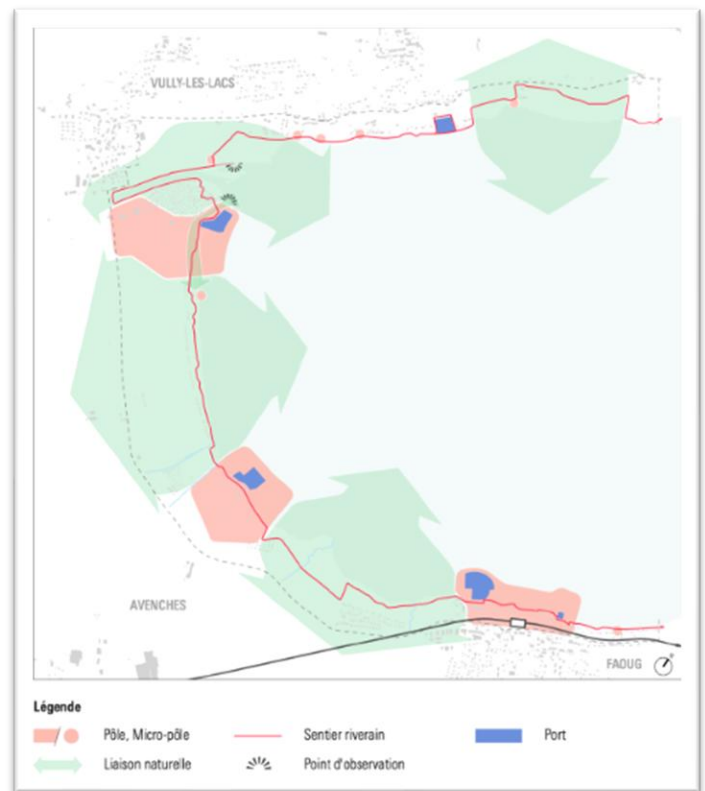 VULLY-LES-LACS
AVENCHES
FAOUG
Légende
Pôle, Micro-pôle
Sentier riverain
Port
Liaison naturelle
Point d'observation